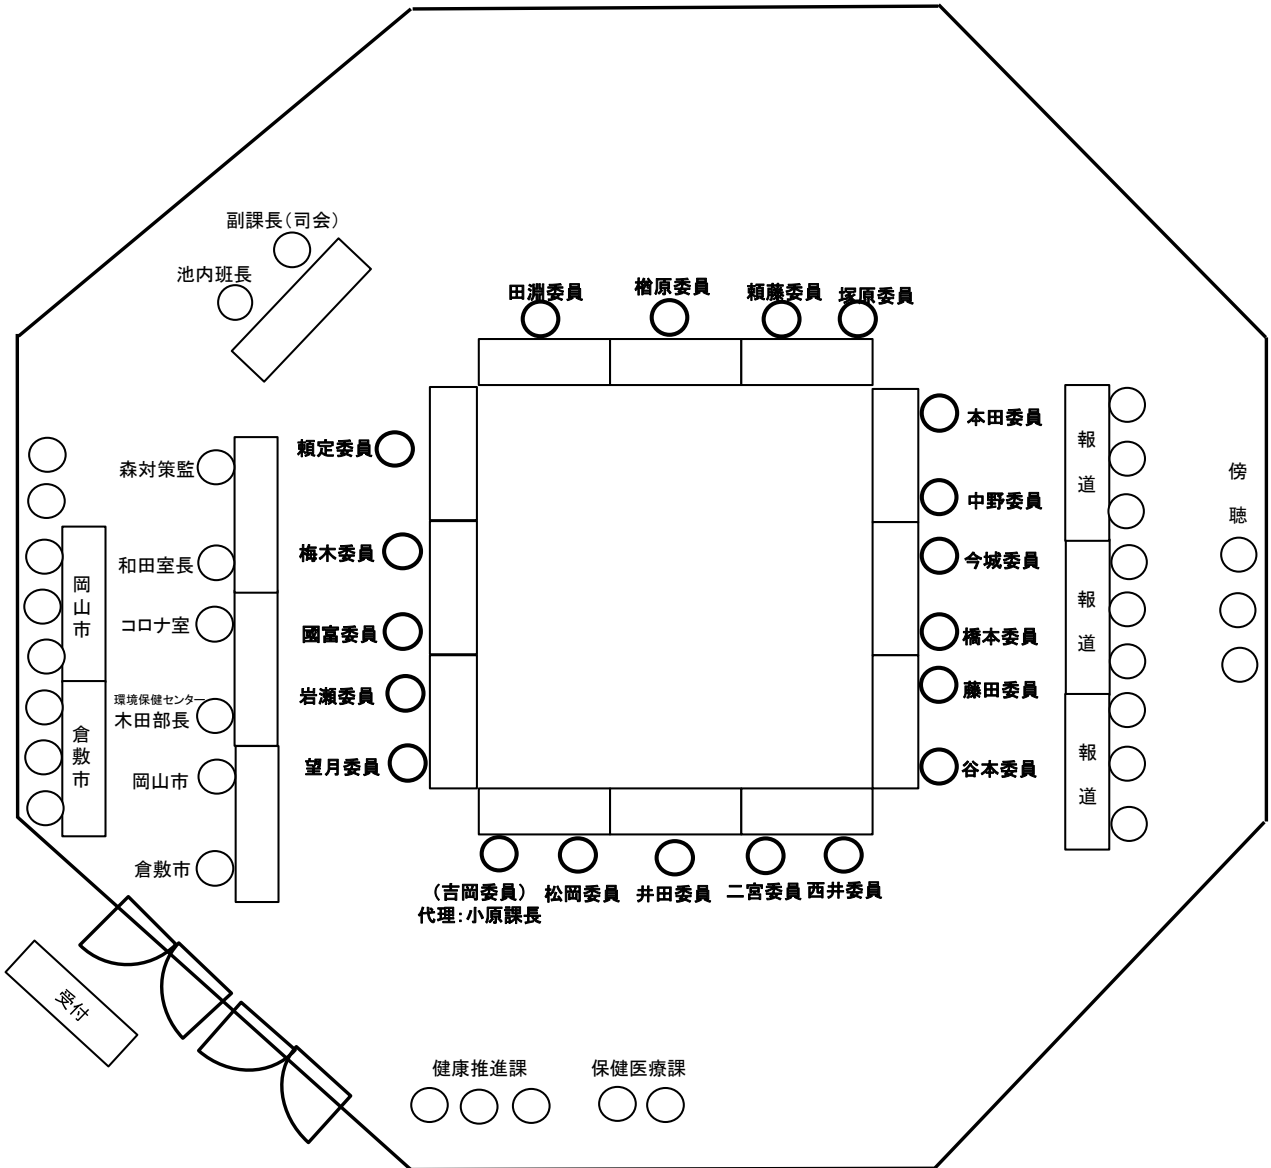 副課長（司会）
池内班長
田淵委員
楢原委員
頼藤委員
塚原委員
頼定委員
梅木委員
國富委員
岩瀬委員
望月委員
本田委員
中野委員
今城委員
橋本委員
藤田委員
谷本委員
（吉岡委員）
代理：小原課長
松岡委員
井田委員
二宮委員
西井委員
森対策監
和田室長
コロナ室
環境保健センター
木田部長
岡山市
倉敷市
岡山市
倉敷市
報道
報道
報道
傍聴
受付
健康推進課
保健医療課